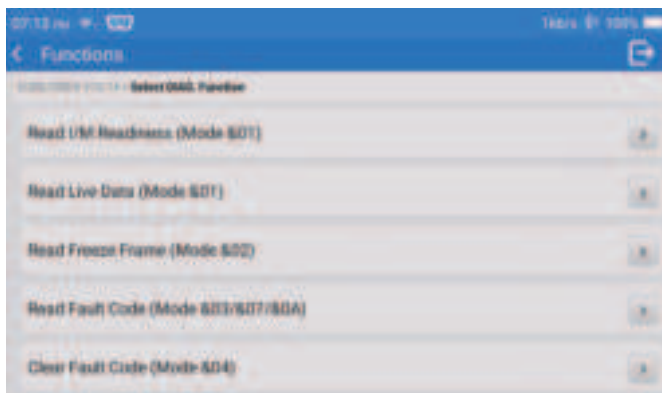 Functions
Select DIAG. Function
Read I/M Readiness (Mode &01)
Read Live Data (Mode &01)
Read Freeze Frame (Mode &02)
Read Fault Code (Mode &03/&07/&0A)
Clear Fault Code (Mode &04)